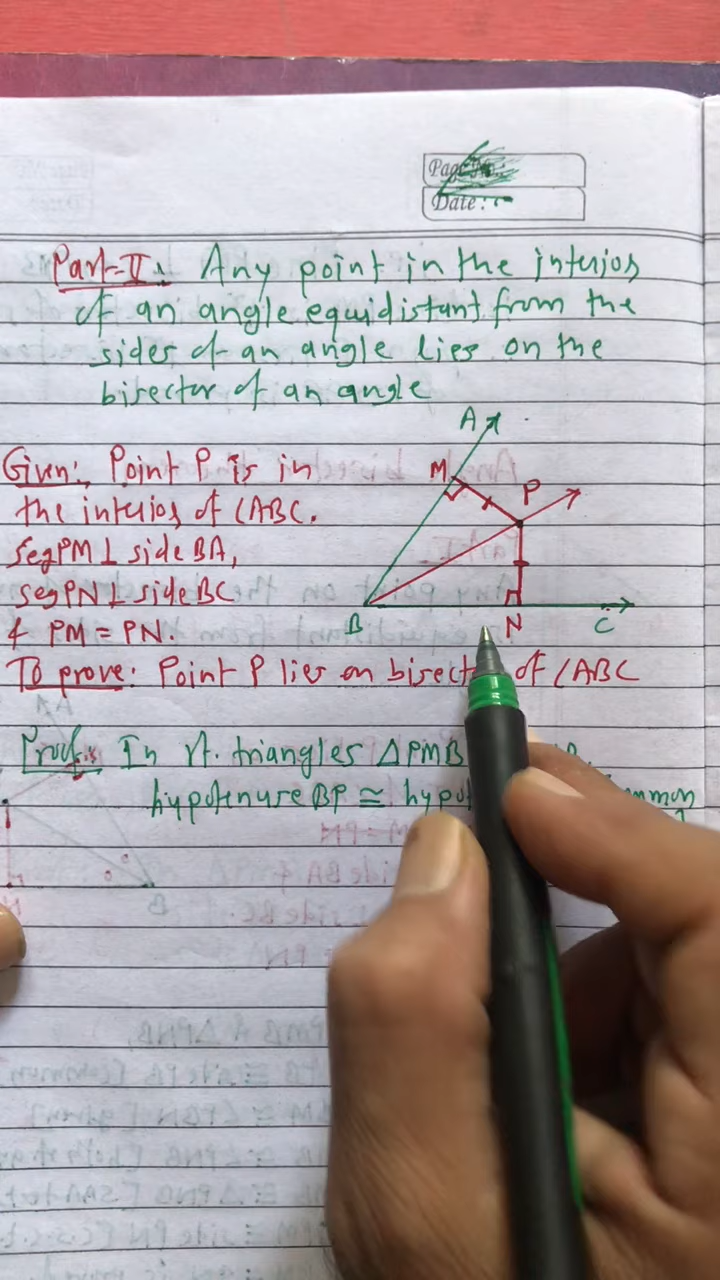 Page No.:
Date:
Part-II: Any point in the interior
of an angle equidistant from the
sides of an angle lies on the
bisector of an angle
Given: Point P is in
the interior of ∠ABC.
seg PM ⊥ side BA,
seg PN ⊥ side BC
& PM = PN.
A
M
P
B
N
C
To prove: Point P lies on bisector of ∠ABC
Proof: In rt. triangles ΔPMB
hypotenuse BP ≅